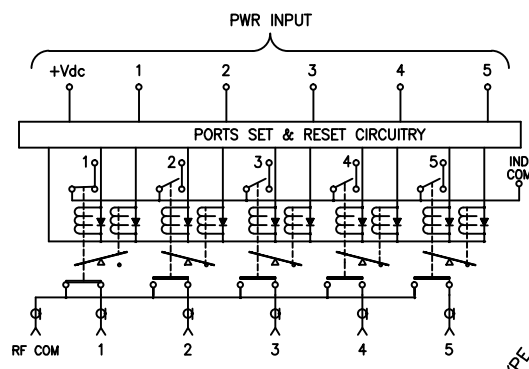 PWR INPUT
+Vdc 1 2 3 4 5
PORTS SET & RESET CIRCUITRY
1 2 3 4 5
IND
COM
RF COM 1 2 3 4 5
YPE